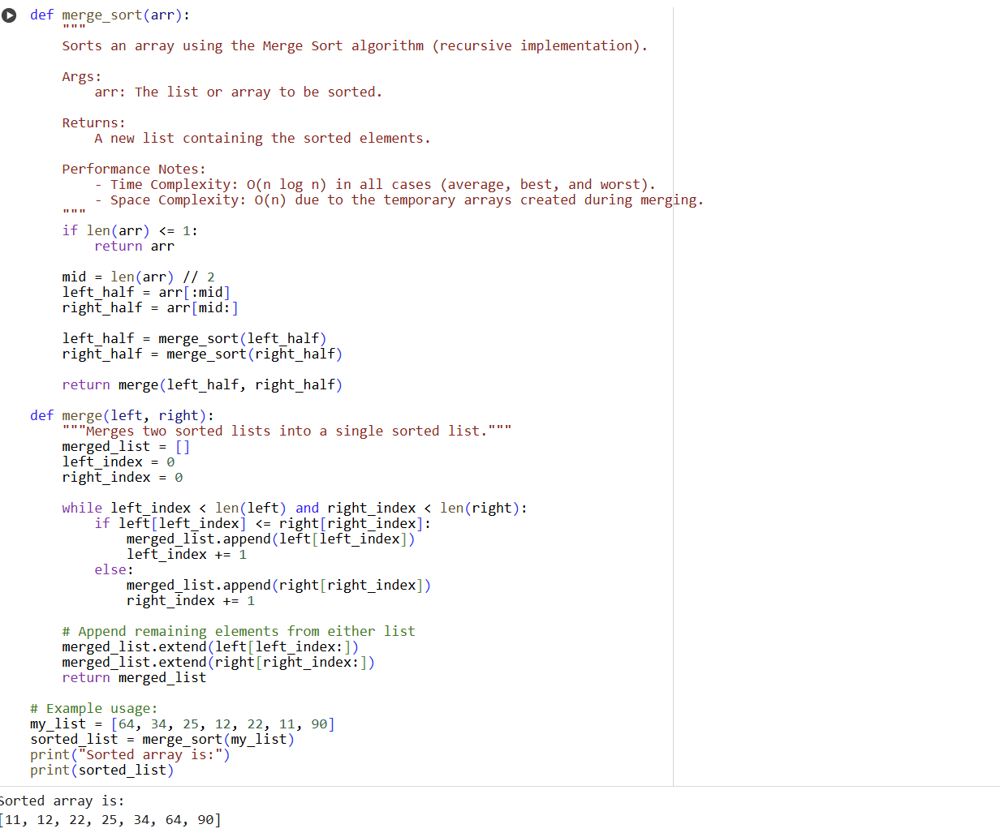 def merge_sort(arr):
    """
    Sorts an array using the Merge Sort algorithm (recursive implementation).

    Args:
        arr: The list or array to be sorted.

    Returns:
        A new list containing the sorted elements.

    Performance Notes:
        - Time Complexity: O(n log n) in all cases (average, best, and worst).
        - Space Complexity: O(n) due to the temporary arrays created during merging.
    """
    if len(arr) <= 1:
        return arr

    mid = len(arr) // 2
    left_half = arr[:mid]
    right_half = arr[mid:]

    left_half = merge_sort(left_half)
    right_half = merge_sort(right_half)

    return merge(left_half, right_half)

def merge(left, right):
    """Merges two sorted lists into a single sorted list."""
    merged_list = []
    left_index = 0
    right_index = 0

    while left_index < len(left) and right_index < len(right):
        if left[left_index] <= right[right_index]:
            merged_list.append(left[left_index])
            left_index += 1
        else:
            merged_list.append(right[right_index])
            right_index += 1

    # Append remaining elements from either list
    merged_list.extend(left[left_index:])
    merged_list.extend(right[right_index:])
    return merged_list

# Example usage:
my_list = [64, 34, 25, 12, 22, 11, 90]
sorted_list = merge_sort(my_list)
print("Sorted array is:")
print(sorted_list)
Sorted array is:
[11, 12, 22, 25, 34, 64, 90]